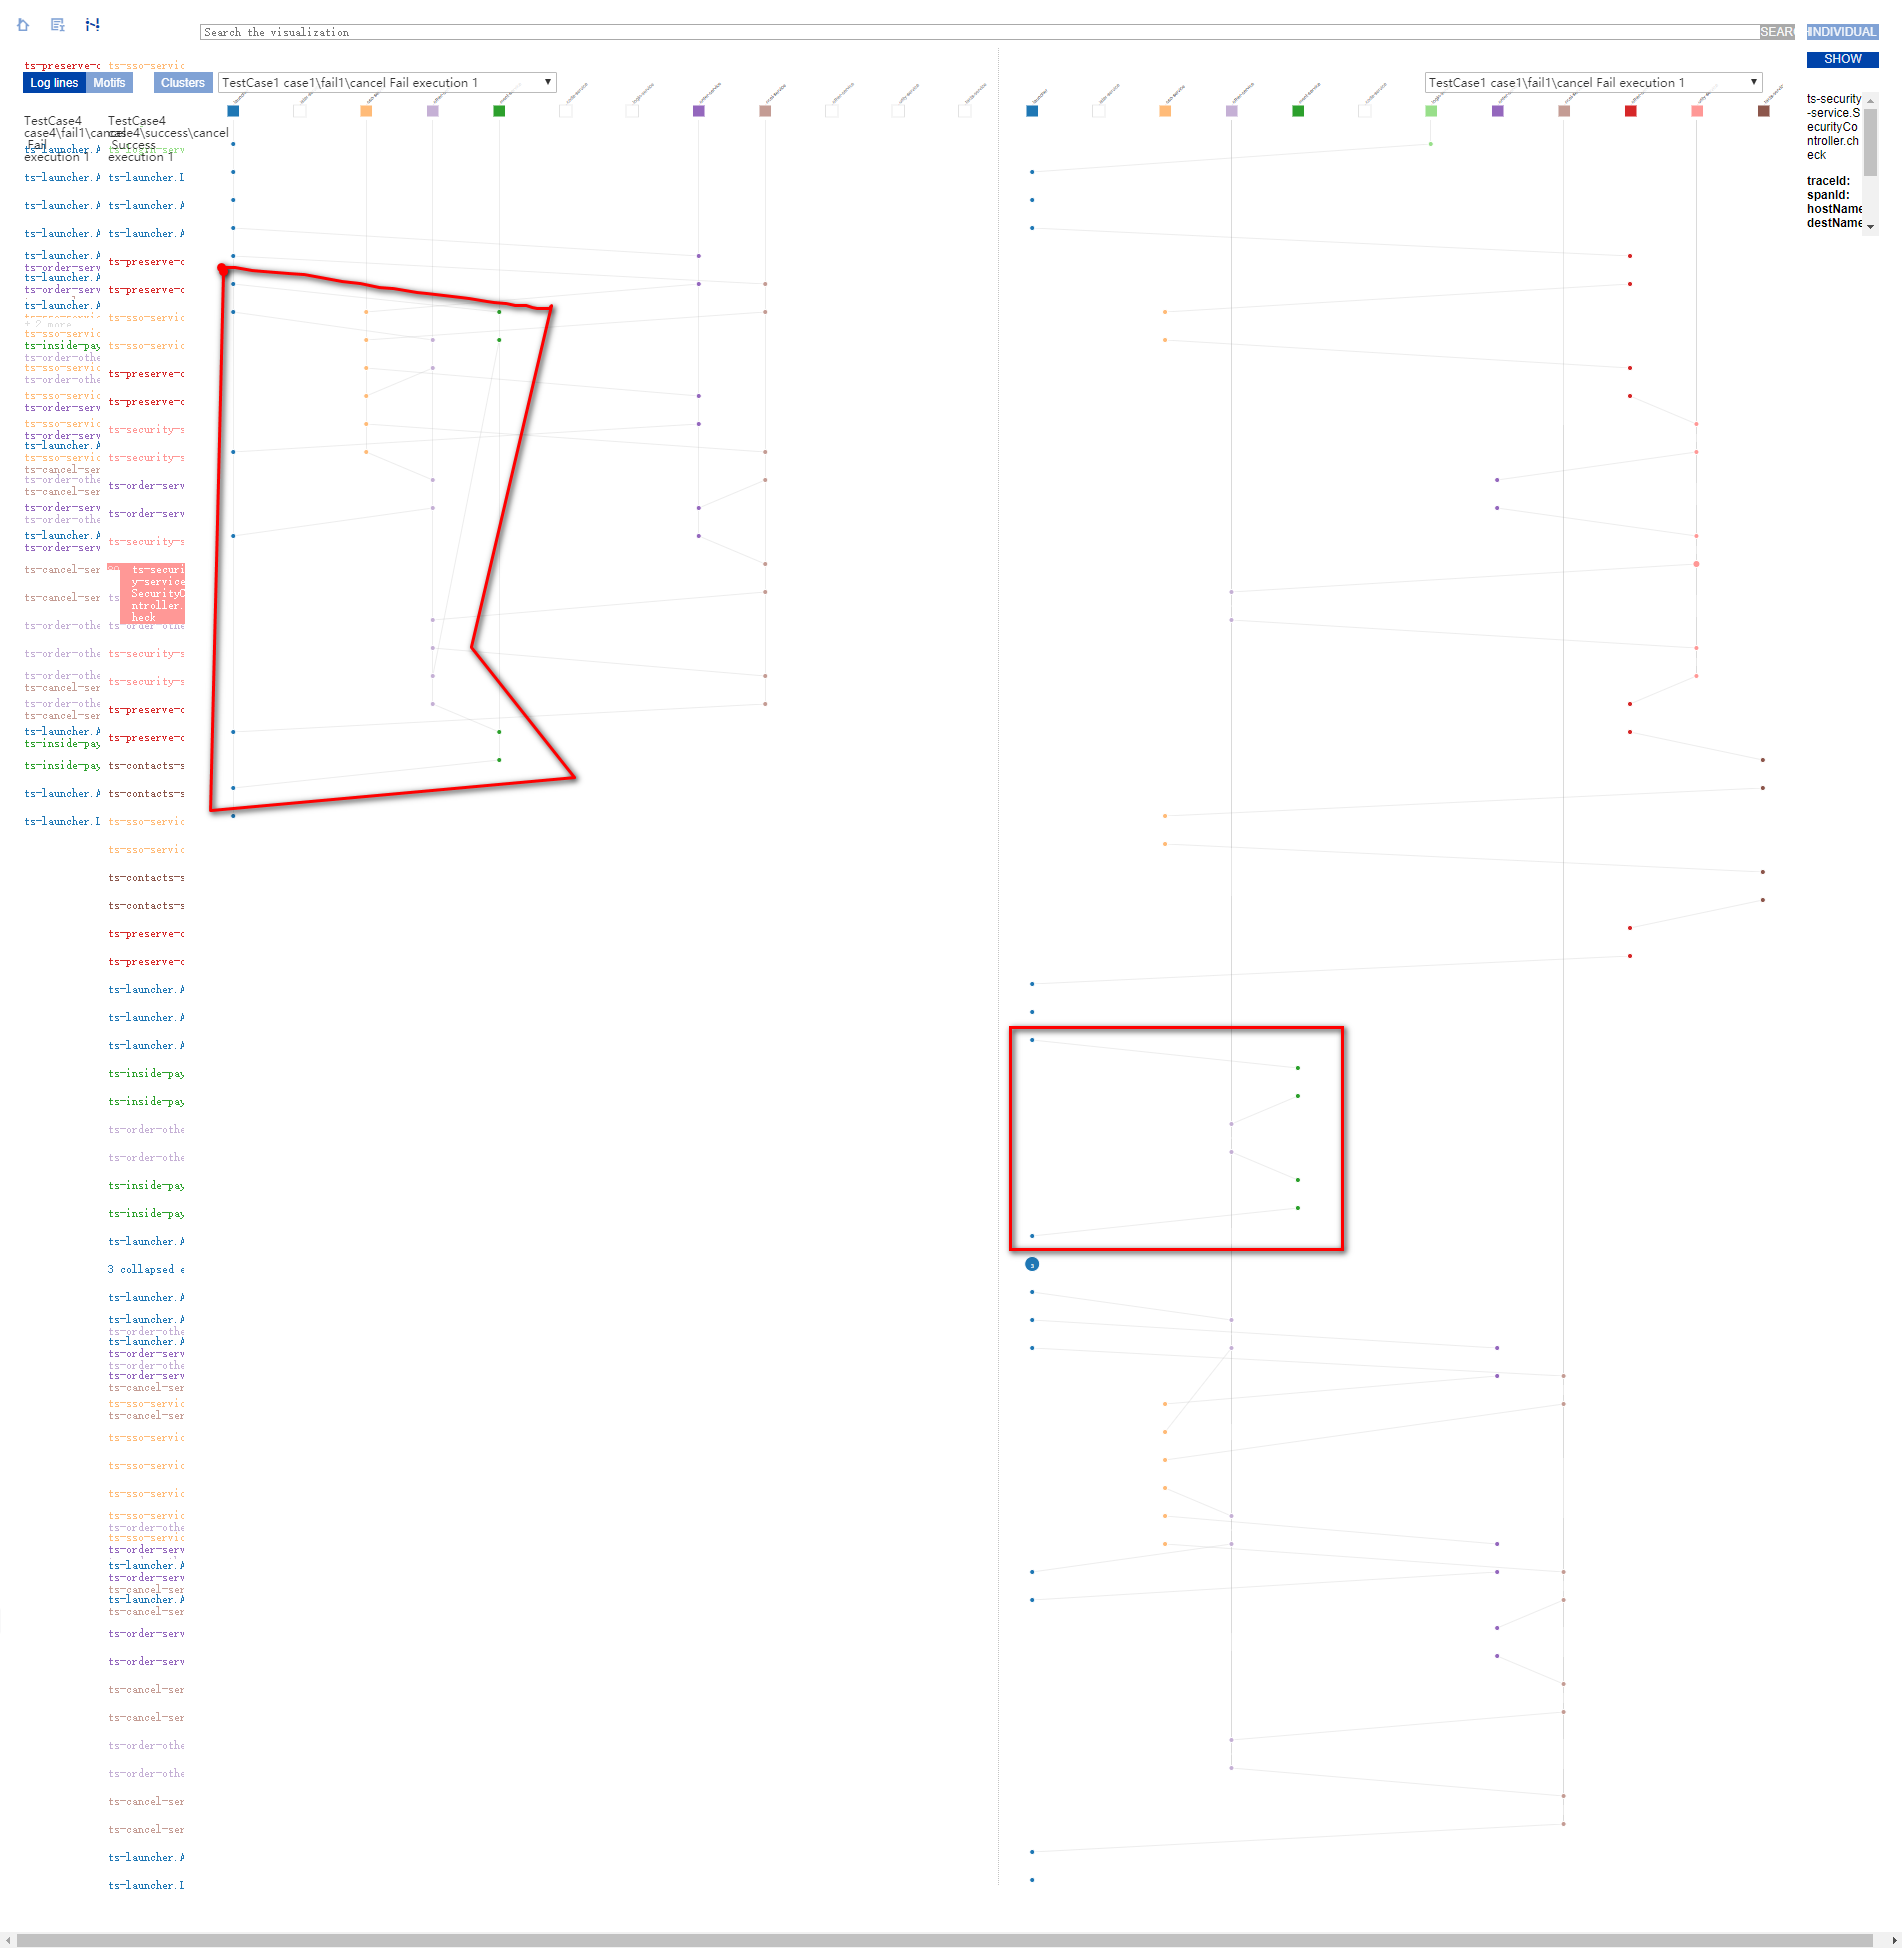 Search the visualization
SEAR
INDIVIDUAL
SHOW
ts-preserve-o
ts-sso-servic
Log lines
Motifs
Clusters
TestCase1 case1\fail1\cancel Fail execution 1
TestCase1 case1\fail1\cancel Fail execution 1
ts-security
-service.S
ecurityCo
ntroller.ch
eck
traceId:
spanId:
hostName
destName
TestCase4
case4\fail1\cancel
Fail
execution 1
ts-launcher.A
ts-launcher.A
ts-launcher.A
ts-launcher.A
ts-launcher.A
ts-order-serv
ts-launcher.A
ts-order-serv
ts-launcher.A
ts-sso-servic
ts-inside-pay
ts-order-othe
ts-sso-servic
ts-order-othe
ts-sso-servic
ts-order-serv
ts-sso-servic
ts-order-serv
ts-launcher.A
ts-sso-servic
ts-cancel-ser
ts-order-othe
ts-cancel-ser
ts-order-serv
ts-order-othe
ts-launcher.A
ts-order-serv
ts-cancel-ser
ts-cancel-ser
ts-order-othe
ts-order-othe
ts-order-othe
ts-cancel-ser
ts-order-othe
ts-cancel-ser
ts-launcher.A
ts-inside-pay
ts-inside-pay
ts-launcher.A
ts-launcher.I
TestCase4
case4\success\cancel
Success
execution 1
ts-login-serv
ts-launcher.I
ts-launcher.A
ts-launcher.A
ts-preserve-o
ts-preserve-o
ts-sso-servic
ts-sso-servic
ts-preserve-o
ts-preserve-o
ts-security-s
ts-security-s
ts-order-serv
ts-order-serv
ts-security-s
ts-securi
y-service
SecurityC
ntroller.
heck
ts-order-othe
ts-security-s
ts-security-s
ts-preserve-o
ts-preserve-o
ts-contacts-s
ts-contacts-s
ts-sso-servic
ts-sso-servic
ts-contacts-s
ts-contacts-s
ts-preserve-o
ts-preserve-o
ts-launcher.A
ts-launcher.A
ts-launcher.A
ts-inside-pay
ts-inside-pay
ts-order-othe
ts-order-othe
ts-inside-pay
ts-inside-pay
ts-launcher.A
3 collapsed e
3
ts-launcher.A
ts-launcher.A
ts-order-othe
ts-launcher.A
ts-order-serv
ts-order-othe
ts-order-serv
ts-cancel-ser
ts-sso-servic
ts-cancel-ser
ts-sso-servic
ts-sso-servic
ts-sso-servic
ts-sso-servic
ts-order-othe
ts-sso-servic
ts-order-serv
ts-launcher.A
ts-order-serv
ts-cancel-ser
ts-launcher.A
ts-cancel-ser
ts-order-serv
ts-order-serv
ts-cancel-ser
ts-cancel-ser
ts-order-othe
ts-order-othe
ts-cancel-ser
ts-cancel-ser
ts-launcher.A
ts-launcher.I